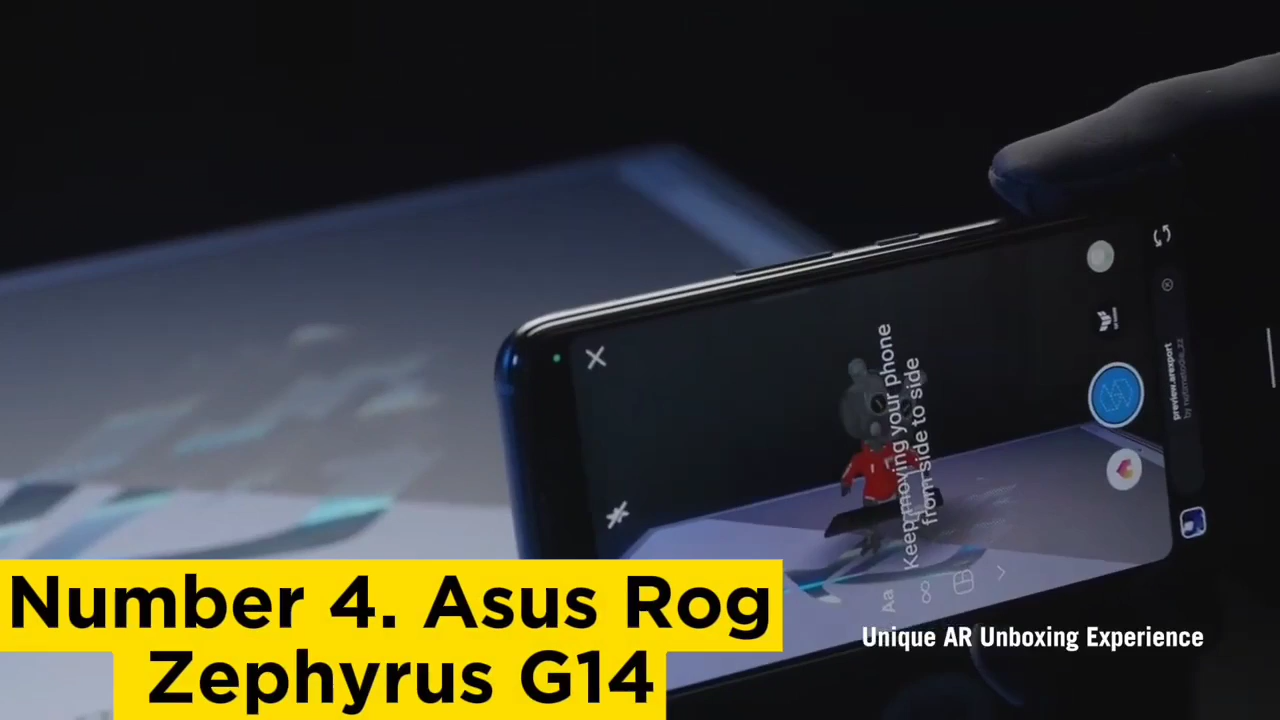 Keep moving your phone
from side to side
Aa
preview.arexport
Unique AR Unboxing Experience
Number 4. Asus Rog
Zephyrus G14